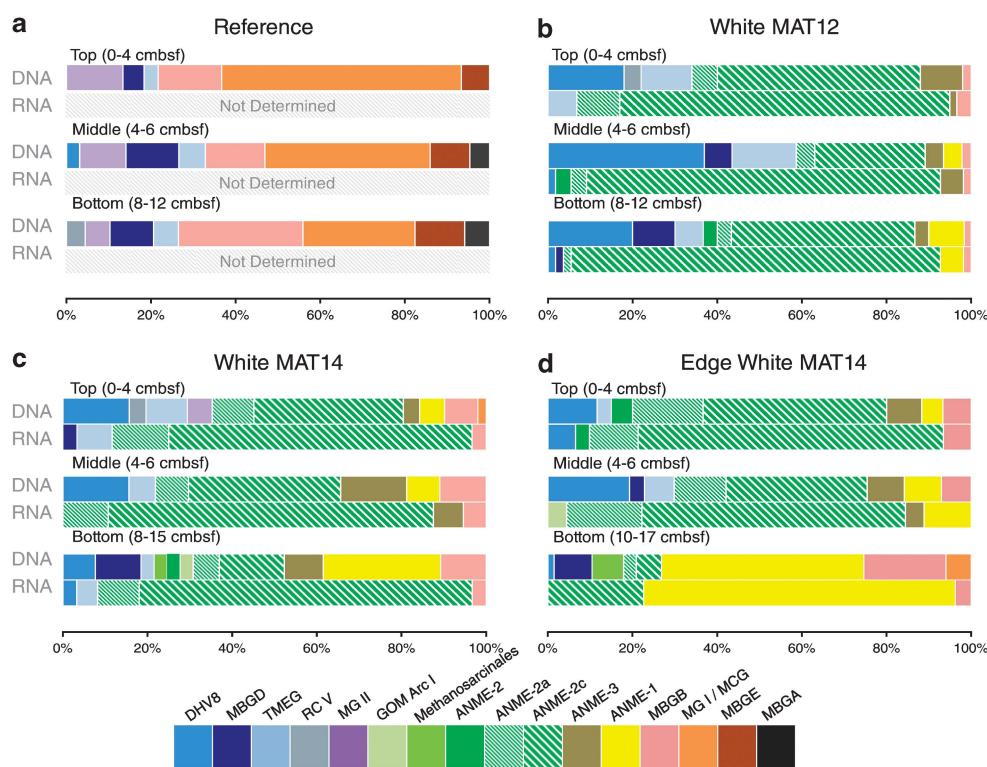 a Reference
Top (0-4 cmbsf)
DNA
RNA Not Determined
Middle (4-6 cmbsf)
DNA
RNA Not Determined
Bottom (8-12 cmbsf)
DNA
RNA Not Determined
0% 20% 40% 60% 80% 100%
b White MAT12
Top (0-4 cmbsf)
Middle (4-6 cmbsf)
Bottom (8-12 cmbsf)
0% 20% 40% 60% 80% 100%
c White MAT14
Top (0-4 cmbsf)
DNA
RNA
Middle (4-6 cmbsf)
DNA
RNA
Bottom (8-15 cmbsf)
DNA
RNA
0% 20% 40% 60% 80% 100%
d Edge White MAT14
Top (0-4 cmbsf)
Middle (4-6 cmbsf)
Bottom (10-17 cmbsf)
0% 20% 40% 60% 80% 100%
DHV8
MBGD
TMEG
RC V
MG II
GOM Arc I
Methanosarcinales
ANME-2
ANME-2a
ANME-2c
ANME-3
ANME-1
MBGB
MG I / MCG
MBGE
MBGA